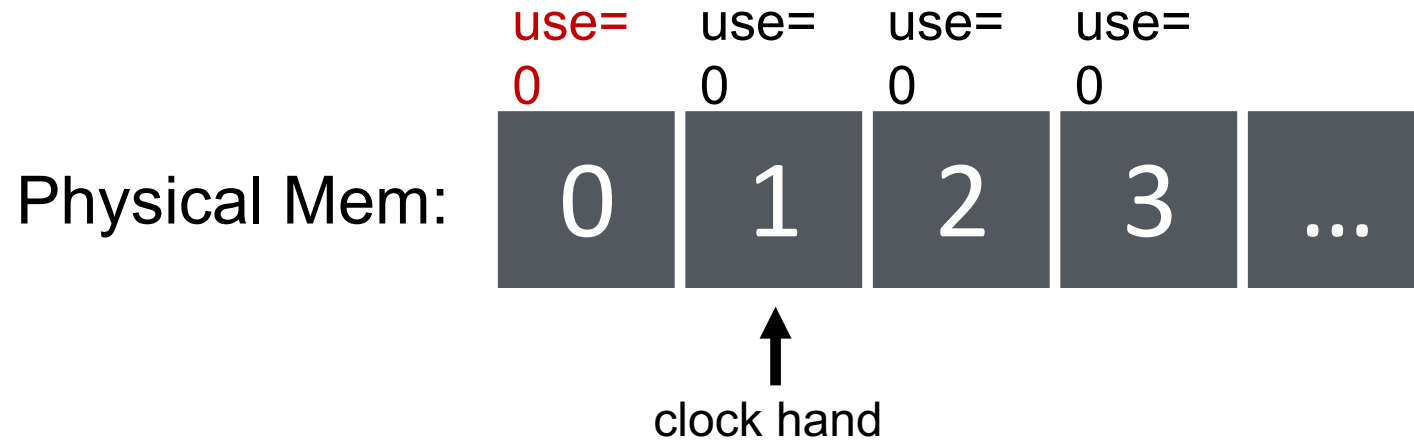 use= use= use= use=
0 0 0 0
Physical Mem: 0 1 2 3 ...
clock hand